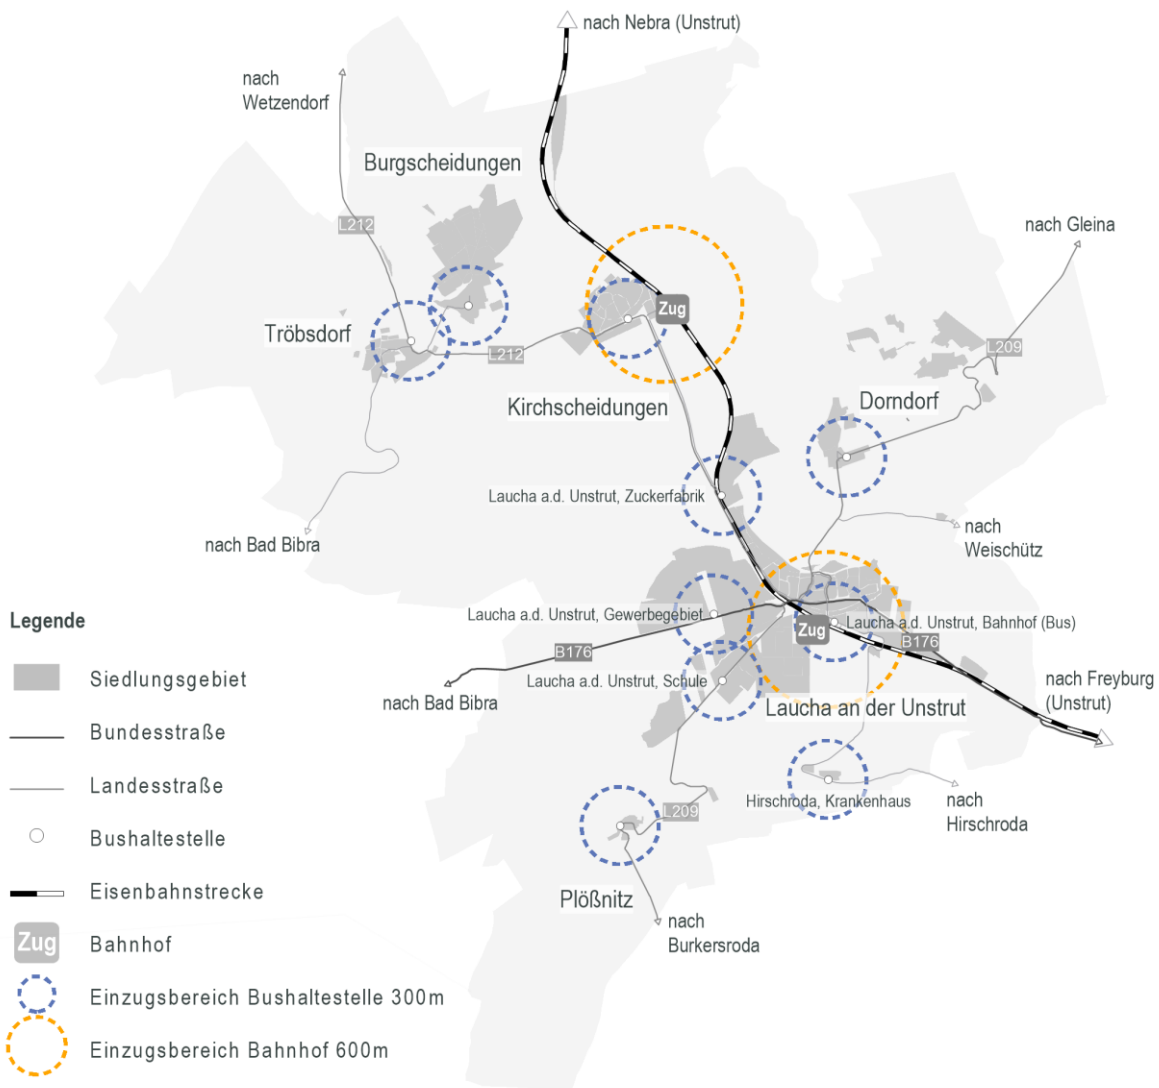 nach Nebra (Unstrut)
nach
Wetzendorf
Burgscheidungen
L212
nach Gleina
Zug
Tröbsdorf
L212
L209
Kirchscheidungen
Dorndorf
Laucha a.d. Unstrut, Zuckerfabrik
nach Bad Bibra
nach
Weischütz
Laucha a.d. Unstrut, Gewerbegebiet
Laucha a.d. Unstrut, Bahnhof (Bus)
Zug
B176
B176
Laucha a.d. Unstrut, Schule
nach Bad Bibra
nach Freyburg
(Unstrut)
Laucha an der Unstrut
Hirschroda, Krankenhaus
nach
Hirschroda
L209
Plößnitz
nach
Burkersroda
Legende
Siedlungsgebiet
Bundesstraße
Landesstraße
Bushaltestelle
Eisenbahnstrecke
Zug
Bahnhof
Einzugsbereich Bushaltestelle 300m
Einzugsbereich Bahnhof 600m